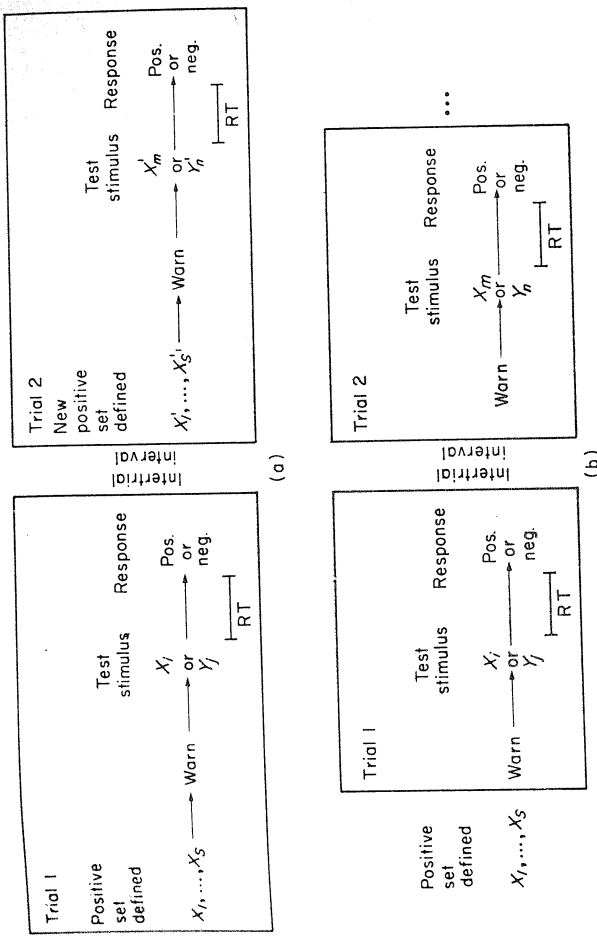 Trial 1
Positive
set
defined
X₁,...,Xₛ
Warn
Test
stimulus
Xᵢ
or
Yⱼ
Response
Pos.
or
neg.
RT
Intertrial
interval
Trial 2
New
positive
set
defined
X'₁,...,X'ₛ'
Warn
Test
stimulus
X'ₘ
or
Y'ₙ
Response
Pos.
or
neg.
RT
(a)
Positive
set
defined
X₁,...,Xₛ
Trial 1
Warn
Test
stimulus
Xᵢ
or
Yⱼ
Response
Pos.
or
neg.
RT
Intertrial
interval
Trial 2
Warn
Test
stimulus
Xₘ
or
Yₙ
Response
Pos.
or
neg.
RT
...
(b)